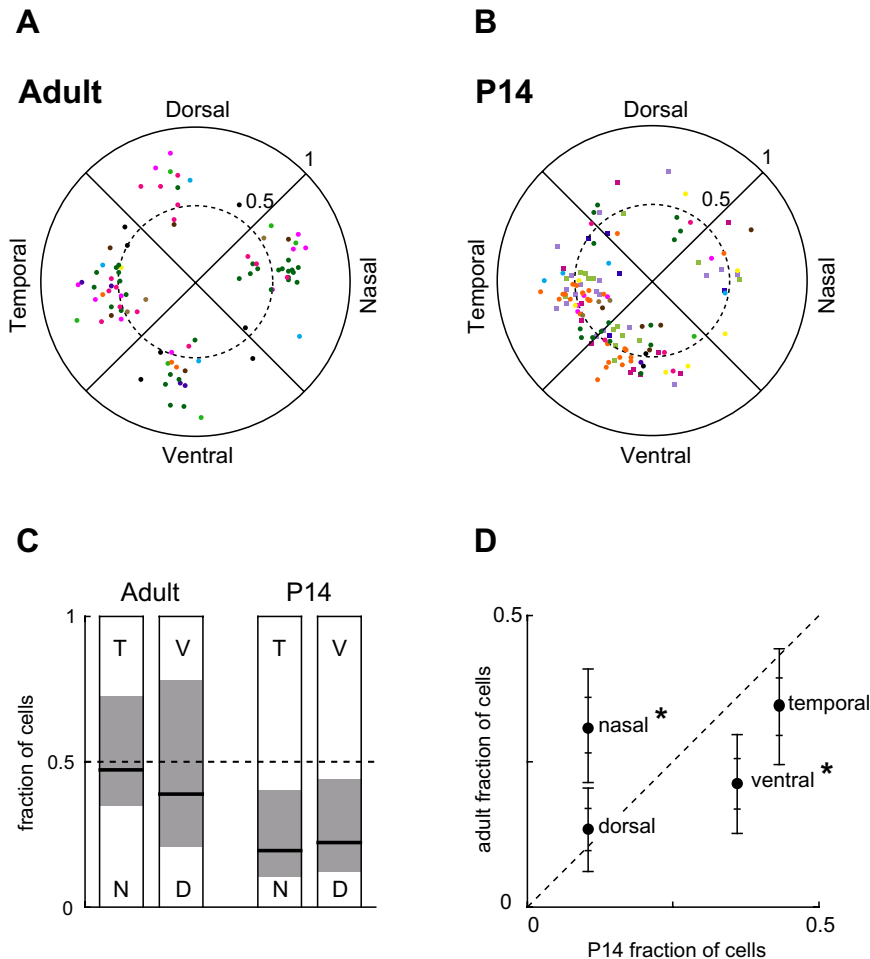 A
Adult
Dorsal
1
0.5
Temporal
Nasal
Ventral
B
P14
Dorsal
1
0.5
Temporal
Nasal
Ventral
C
Adult P14
1
T V T V
0.5
fraction of cells
N D N D
0
D
0.5
adult fraction of cells
nasal *
temporal
ventral *
dorsal
0
0 0.5
P14 fraction of cells